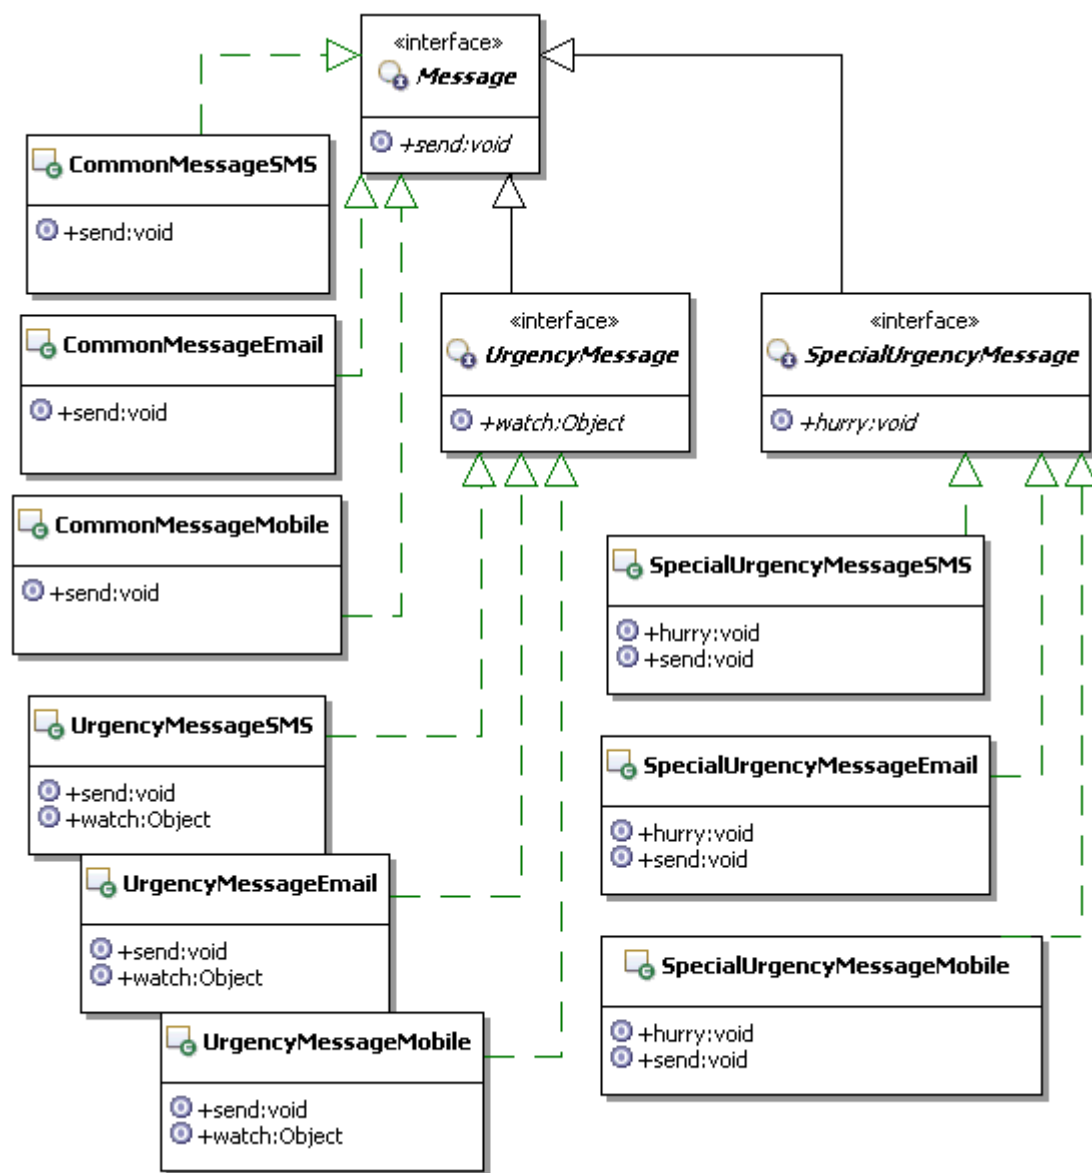 «interface»
Message
+send:void
CommonMessageSMS
+send:void
CommonMessageEmail
+send:void
CommonMessageMobile
+send:void
«interface»
UrgencyMessage
+watch:Object
«interface»
SpecialUrgencyMessage
+hurry:void
UrgencyMessageSMS
+send:void
+watch:Object
UrgencyMessageEmail
+send:void
+watch:Object
UrgencyMessageMobile
+send:void
+watch:Object
SpecialUrgencyMessageSMS
+hurry:void
+send:void
SpecialUrgencyMessageEmail
+hurry:void
+send:void
SpecialUrgencyMessageMobile
+hurry:void
+send:void